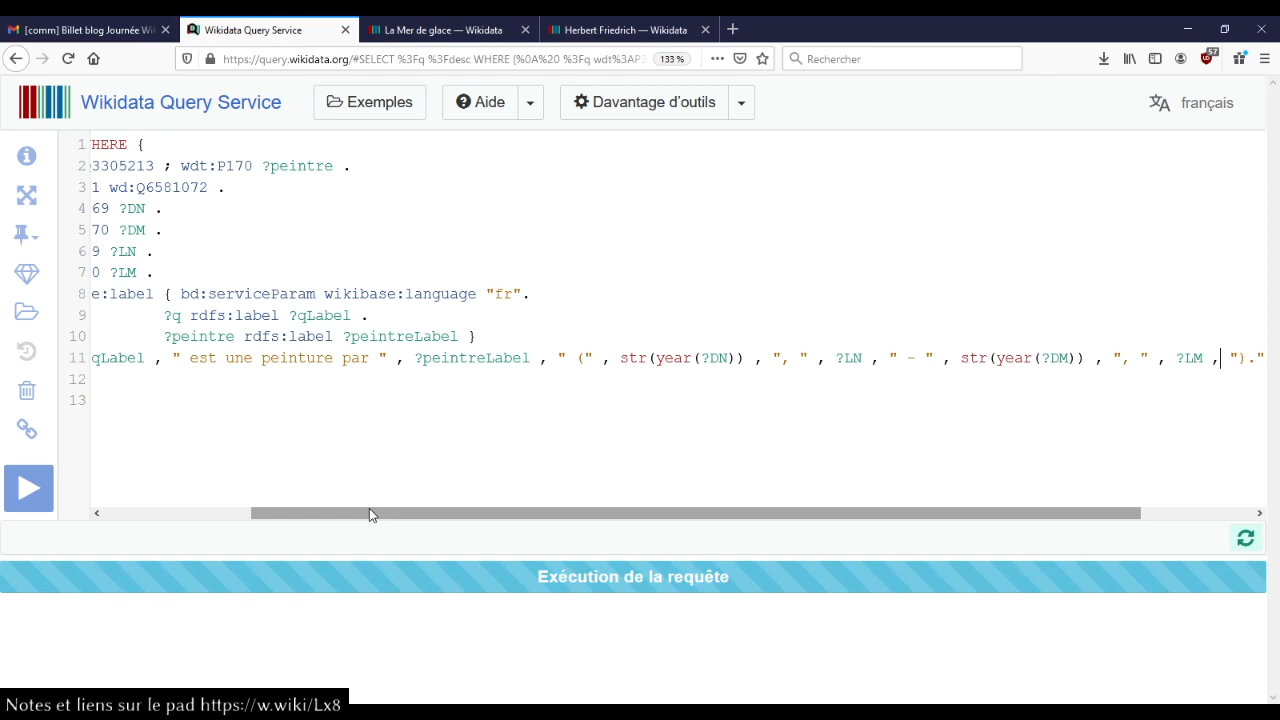 [comm] Billet blog Journée Wi
Wikidata Query Service
La Mer de glace — Wikidata
Herbert Friedrich — Wikidata
https://query.wikidata.org/#SELECT %3Fq %3Fdesc WHERE {%0A%20 %3Fq wdt%3AP3
133 %
Rechercher
57
Wikidata Query Service
Exemples
Aide
Davantage d'outils
français
1 HERE {
2 3305213 ; wdt:P170 ?peintre .
3 1 wd:Q6581072 .
4 69 ?DN .
5 70 ?DM .
6 9 ?LN .
7 0 ?LM .
8 e:label { bd:serviceParam wikibase:language "fr".
9 ?q rdfs:label ?qLabel .
10 ?peintre rdfs:label ?peintreLabel }
11 qLabel , " est une peinture par " , ?peintreLabel , " (" , str(year(?DN)) , ", " , ?LN , " - " , str(year(?DM)) , ", " , ?LM , ")."
12
13
Exécution de la requête
Notes et liens sur le pad https://w.wiki/Lx8